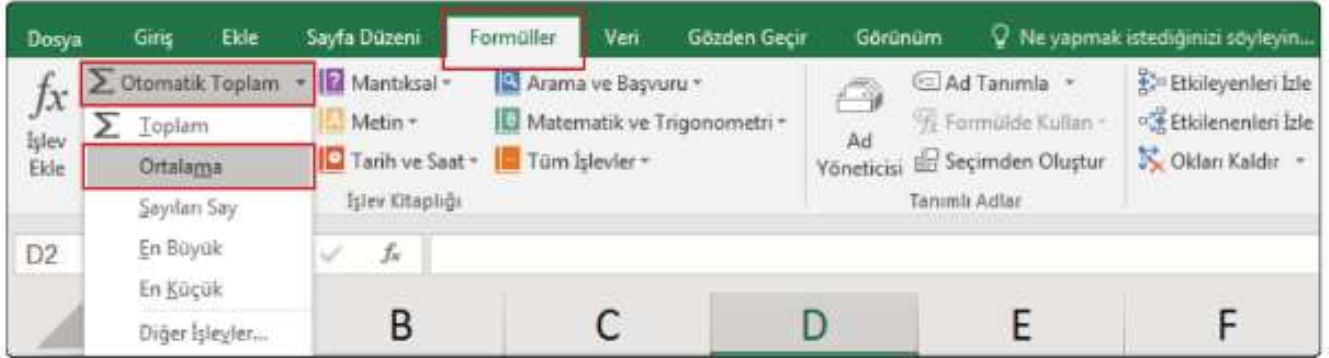 Dosya Giriş Ekle Sayfa Düzeni Formüller Veri Gözden Geçir Görünüm Ne yapmak istediğinizi söyleyin...
fx İşlev Ekle
Σ Otomatik Toplam
Σ Toplam
Ortalama
Sayıları Say
En Büyük
En Küçük
Diğer İşlevler...
Mantıksal
Metin
Tarih ve Saat
Arama ve Başvuru
Matematik ve Trigonometri
Tüm İşlevler
İşlev Kitaplığı
Ad Yöneticisi
Ad Tanımla
Formülde Kullan
Seçimden Oluştur
Tanımlı Adlar
Etkileyenleri İzle
Etkilenenleri İzle
Okları Kaldır
D2 fx
B C D E F